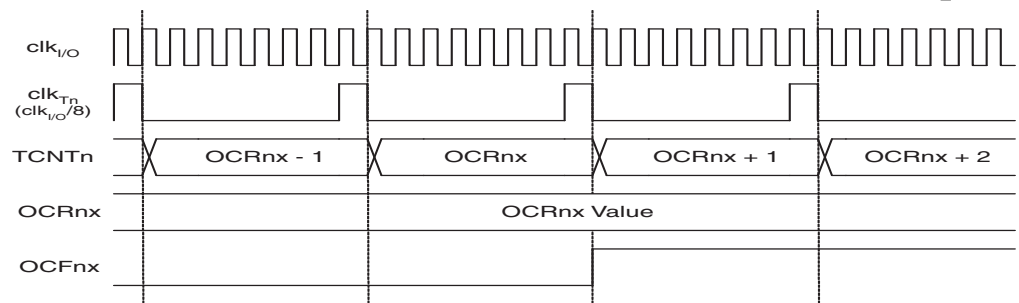 clkI/O
clkTn
(clkI/O/8)
TCNTn OCRnx - 1 OCRnx OCRnx + 1 OCRnx + 2
OCRnx OCRnx Value
OCFnx